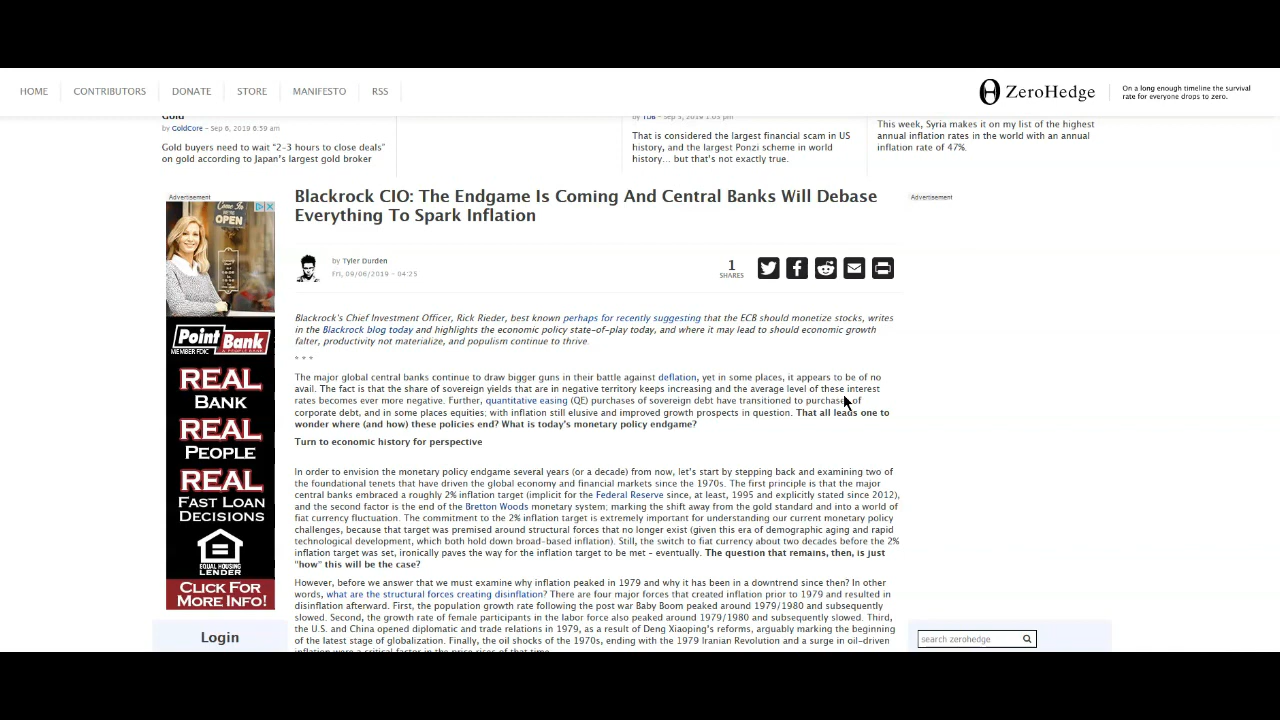 HOME
CONTRIBUTORS
DONATE
STORE
MANIFESTO
RSS
ZeroHedge
On a long enough timeline the survival
rate for everyone drops to zero.
Gold
by GoldCore - Sep 6, 2019 6:59 am
Gold buyers need to wait "2-3 hours to close deals"
on gold according to Japan's largest gold broker
by TDB - Sep 5, 2019 1:05 pm
That is considered the largest financial scam in US
history, and the largest Ponzi scheme in world
history... but that's not exactly true.
This week, Syria makes it on my list of the highest
annual inflation rates in the world with an annual
inflation rate of 47%.
Advertisement
Come In
WE'RE
OPEN
Point
Bank
MEMBER FDIC
REAL
BANK
REAL
PEOPLE
REAL
FAST LOAN
DECISIONS
EQUAL HOUSING
LENDER
CLICK FOR
MORE INFO!
Login
Blackrock CIO: The Endgame Is Coming And Central Banks Will Debase
Everything To Spark Inflation
by Tyler Durden
Fri, 09/06/2019 - 04:25
1
SHARES
Blackrock's Chief Investment Officer, Rick Rieder, best known perhaps for recently suggesting that the ECB should monetize stocks, writes
in the Blackrock blog today and highlights the economic policy state-of-play today, and where it may lead to should economic growth
falter, productivity not materialize, and populism continue to thrive.
* * *
The major global central banks continue to draw bigger guns in their battle against deflation, yet in some places, it appears to be of no
avail. The fact is that the share of sovereign yields that are in negative territory keeps increasing and the average level of these interest
rates becomes ever more negative. Further, quantitative easing (QE) purchases of sovereign debt have transitioned to purchases of
corporate debt, and in some places equities; with inflation still elusive and improved growth prospects in question. That all leads one to
wonder where (and how) these policies end? What is today's monetary policy endgame?
Turn to economic history for perspective
In order to envision the monetary policy endgame several years (or a decade) from now, let's start by stepping back and examining two of
the foundational tenets that have driven the global economy and financial markets since the 1970s. The first principle is that the major
central banks embraced a roughly 2% inflation target (implicit for the Federal Reserve since, at least, 1995 and explicitly stated since 2012),
and the second factor is the end of the Bretton Woods monetary system; marking the shift away from the gold standard and into a world of
fiat currency fluctuation. The commitment to the 2% inflation target is extremely important for understanding our current monetary policy
challenges, because that target was premised around structural forces that no longer exist (given this era of demographic aging and rapid
technological development, which both hold down broad-based inflation). Still, the switch to fiat currency about two decades before the 2%
inflation target was set, ironically paves the way for the inflation target to be met – eventually. The question that remains, then, is just
"how" this will be the case?
However, before we answer that we must examine why inflation peaked in 1979 and why it has been in a downtrend since then? In other
words, what are the structural forces creating disinflation? There are four major forces that created inflation prior to 1979 and resulted in
disinflation afterward. First, the population growth rate following the post war Baby Boom peaked around 1979/1980 and subsequently
slowed. Second, the growth rate of female participants in the labor force also peaked around 1979/1980 and subsequently slowed. Third,
the U.S. and China opened diplomatic and trade relations in 1979, as a result of Deng Xiaoping's reforms, arguably marking the beginning
of the latest stage of globalization. Finally, the oil shocks of the 1970s, ending with the 1979 Iranian Revolution and a surge in oil-driven
inflation were a critical factor in the price rises of that time.
Advertisement
search zerohedge